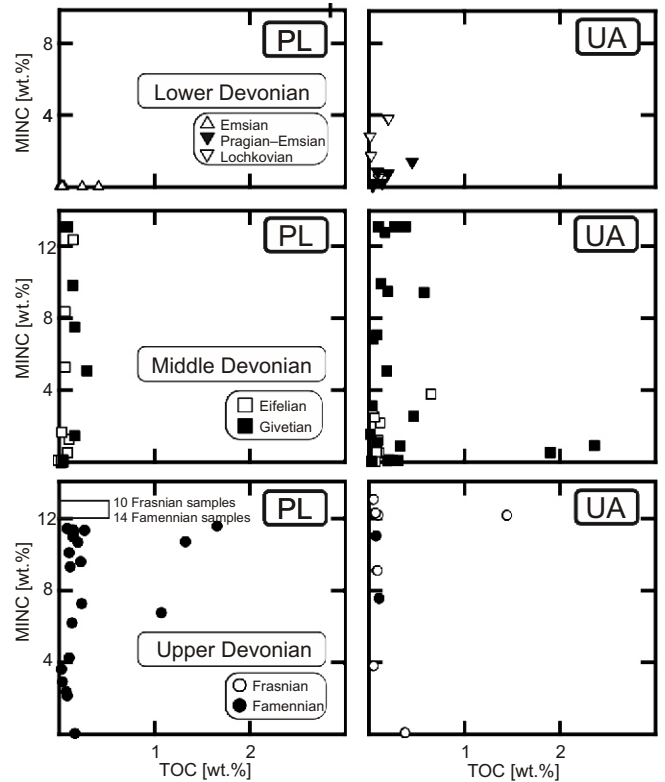 PL
UA
8
4
MINC [wt.%]
Lower Devonian
Emsian
Pragian–Emsian
Lochkovian
PL
UA
12
8
4
MINC [wt.%]
Middle Devonian
Eifelian
Givetian
10 Frasnian samples
14 Famennian samples
PL
UA
12
8
4
MINC [wt.%]
Upper Devonian
Frasnian
Famennian
1
2
1
2
TOC [wt.%]
TOC [wt.%]